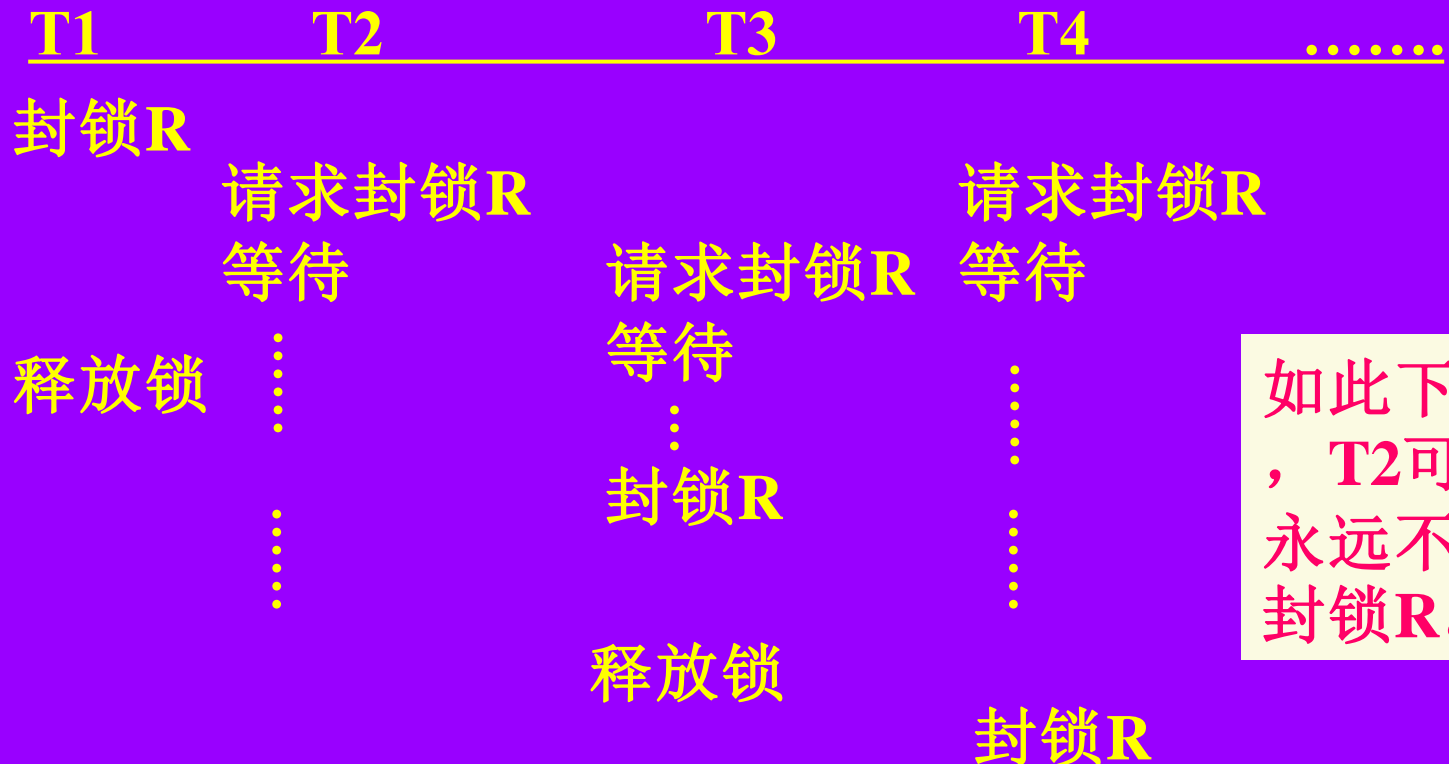 T1 T2 T3 T4 .......
封锁R
请求封锁R 请求封锁R
等待 请求封锁R 等待
等待
释放锁
封锁R
释放锁
封锁R
如此下
，T2可
永远不
封锁R